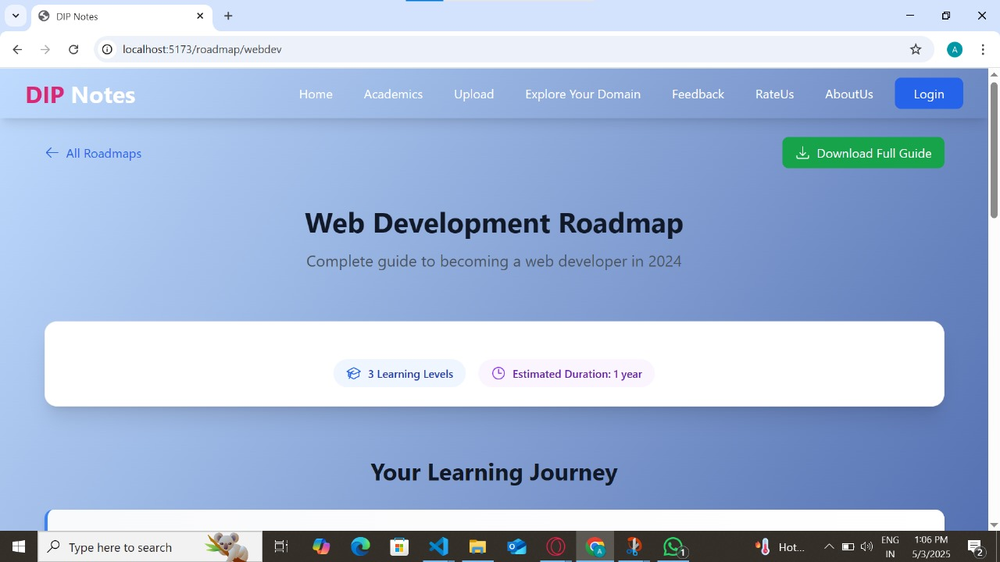 DIP Notes
localhost:5173/roadmap/webdev
A
DIP Notes
Home Academics Upload Explore Your Domain Feedback RateUs AboutUs Login
All Roadmaps
Download Full Guide
Web Development Roadmap
Complete guide to becoming a web developer in 2024
3 Learning Levels
Estimated Duration: 1 year
Your Learning Journey
Type here to search
A
1
Hot...
ENG
IN
1:06 PM
5/3/2025
2